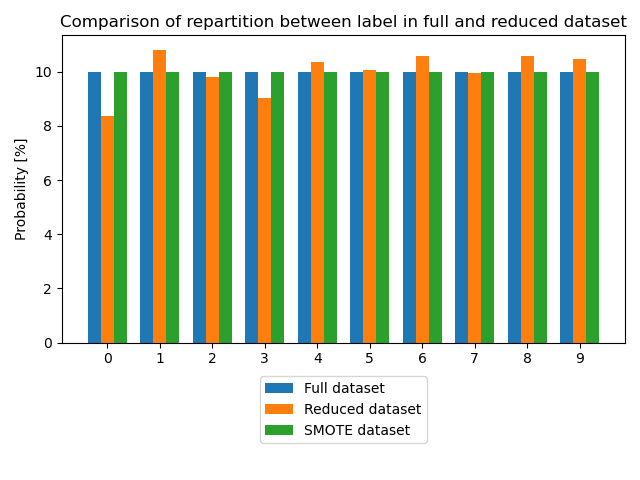 Comparison of repartition between label in full and reduced dataset
Probability [%]
10
8
6
4
2
0
0 1 2 3 4 5 6 7 8 9
Full dataset
Reduced dataset
SMOTE dataset